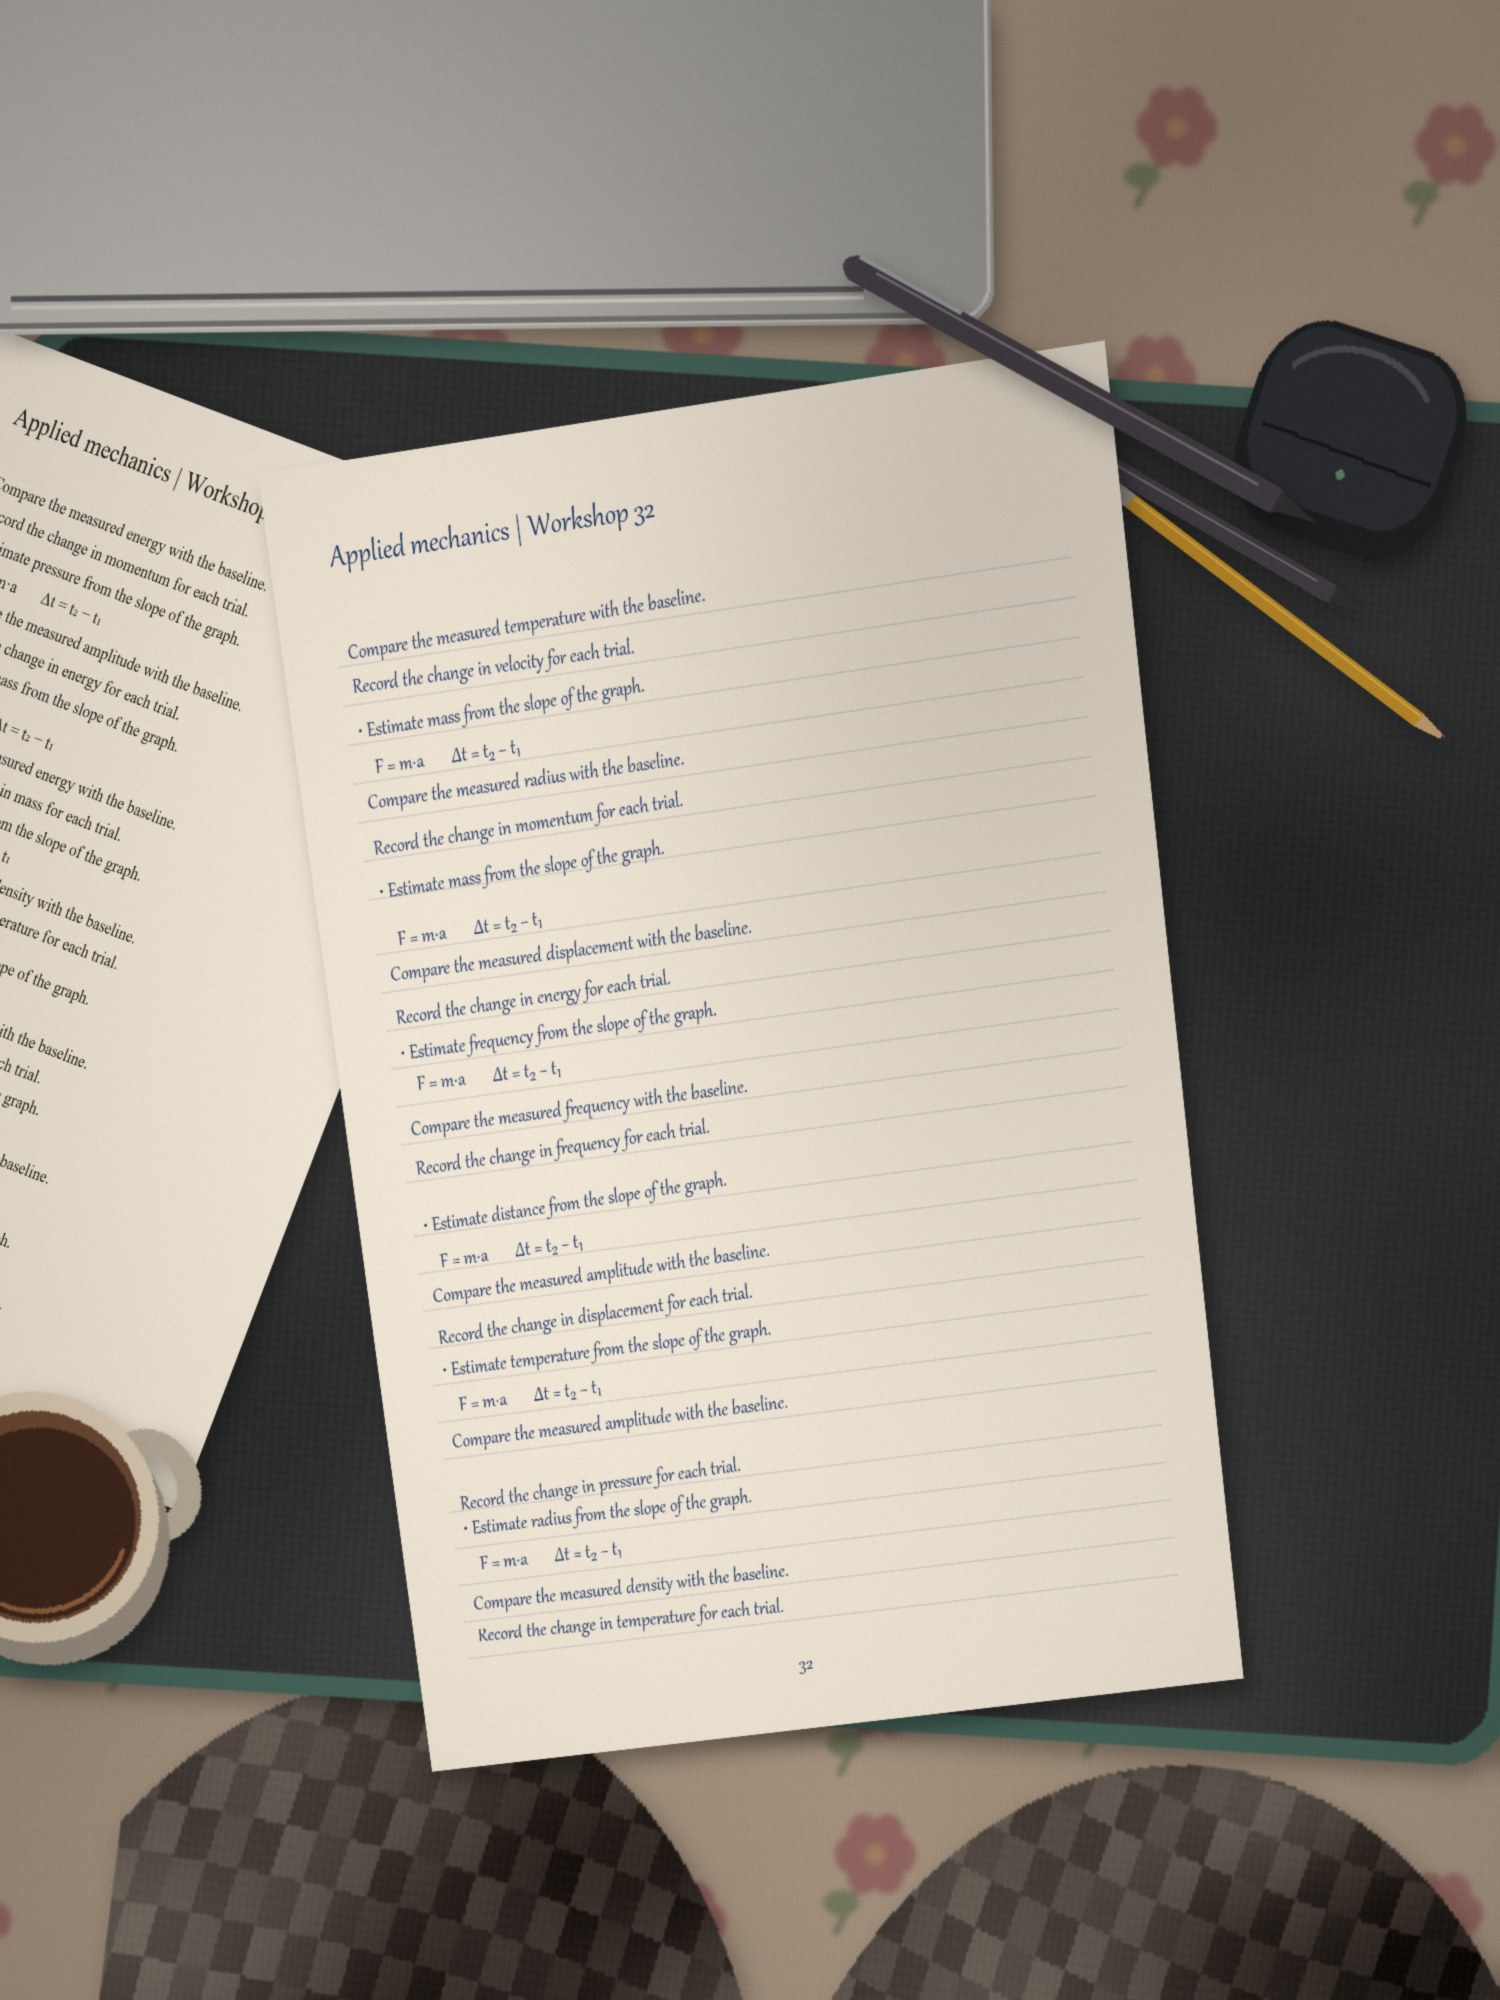 Applied mechanics | Workshop
Compare the measured energy with the baseline.
the change in momentum for each trial.
pressure from the slope of the graph.
Δt = t₂ − t₁
the measured amplitude with the baseline.
change in energy for each trial.
from the slope of the graph.
Δt = t₂ − t₁
energy with the baseline.
in mass for each trial.
the slope of the graph.
t₁
with the baseline.
for each trial.
of the graph.
the baseline.
trial.
graph.
baseline.
Applied mechanics | Workshop 32
Compare the measured temperature with the baseline.
Record the change in velocity for each trial.
• Estimate mass from the slope of the graph.
F = m·a Δt = t₂ − t₁
Compare the measured radius with the baseline.
Record the change in momentum for each trial.
• Estimate mass from the slope of the graph.
F = m·a Δt = t₂ − t₁
Compare the measured displacement with the baseline.
Record the change in energy for each trial.
• Estimate frequency from the slope of the graph.
F = m·a Δt = t₂ − t₁
Compare the measured frequency with the baseline.
Record the change in frequency for each trial.
• Estimate distance from the slope of the graph.
F = m·a Δt = t₂ − t₁
Compare the measured amplitude with the baseline.
Record the change in displacement for each trial.
• Estimate temperature from the slope of the graph.
F = m·a Δt = t₂ − t₁
Compare the measured amplitude with the baseline.
Record the change in pressure for each trial.
• Estimate radius from the slope of the graph.
F = m·a Δt = t₂ − t₁
Compare the measured density with the baseline.
Record the change in temperature for each trial.
32